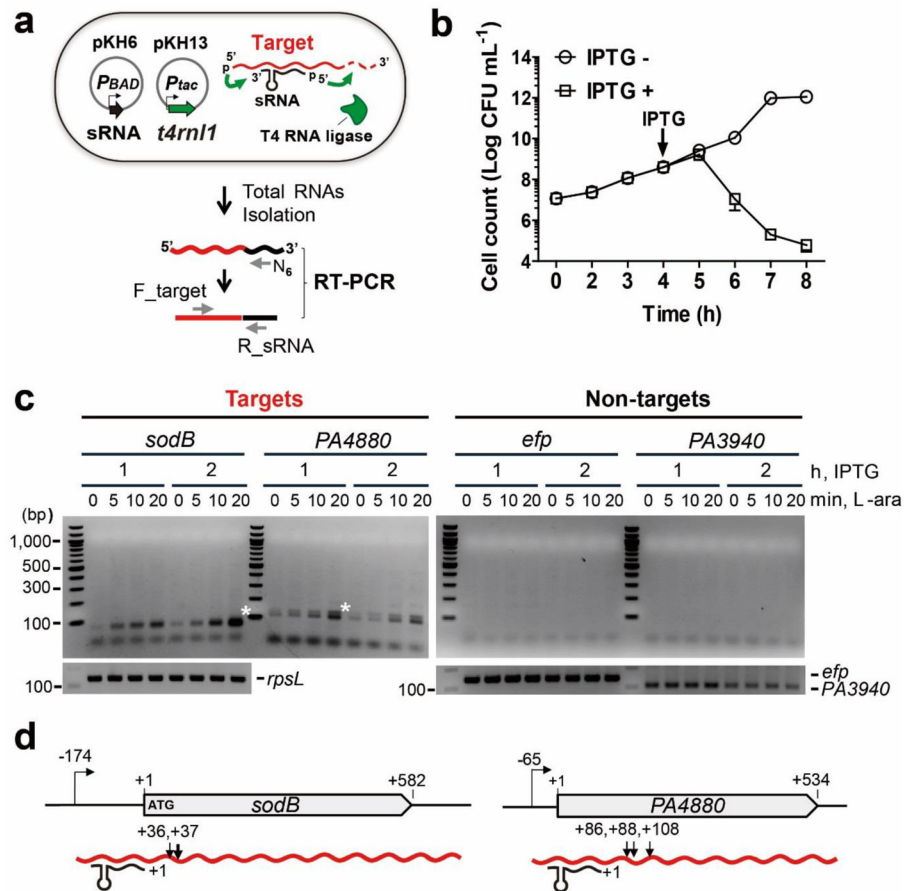 a
pKH6 pKH13 Target
PBAD Ptac
sRNA t4rnl1
5’ 3’
p 3’ p 5’
sRNA
T4 RNA ligase
Total RNAs
Isolation
5’ 3’
N6
F_target
RT-PCR
R_sRNA
b
IPTG -
IPTG +
IPTG
Cell count (Log CFU mL-1)
14
12
10
8
6
4
0 2 3 4 5 6 7 8
Time (h)
c
Targets Non-targets
sodB PA4880 efp PA3940
1 2 1 2 1 2 1 2 h, IPTG
0 5 10 20 0 5 10 20 0 5 10 20 0 5 10 20 0 5 10 20 0 5 10 20 0 5 10 20 0 5 10 20 min, L-ara
(bp)
1,000
500
300
100
* *
100 -rpsL 100 -efp
-PA3940
d
-174 +1 +582
ATG sodB
+36,+37
+1
-65 +1 +534
PA4880
+86,+88,+108
+1